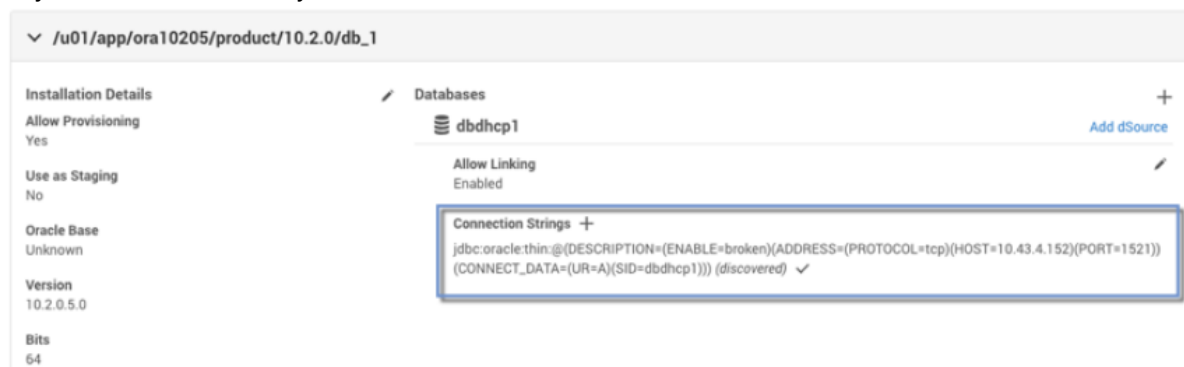 /u01/app/ora10205/product/10.2.0/db_1
Installation Details
Allow Provisioning
Yes
Use as Staging
No
Oracle Base
Unknown
Version
10.2.0.5.0
Bits
64
Databases
dbdhcp1
Add dSource
Allow Linking
Enabled
Connection Strings +
jdbc:oracle:thin:@(DESCRIPTION=(ENABLE=broken)(ADDRESS=(PROTOCOL=tcp)(HOST=10.43.4.152)(PORT=1521))
(CONNECT_DATA=(UR=A)(SID=dbdhcp1))) (discovered) ✓